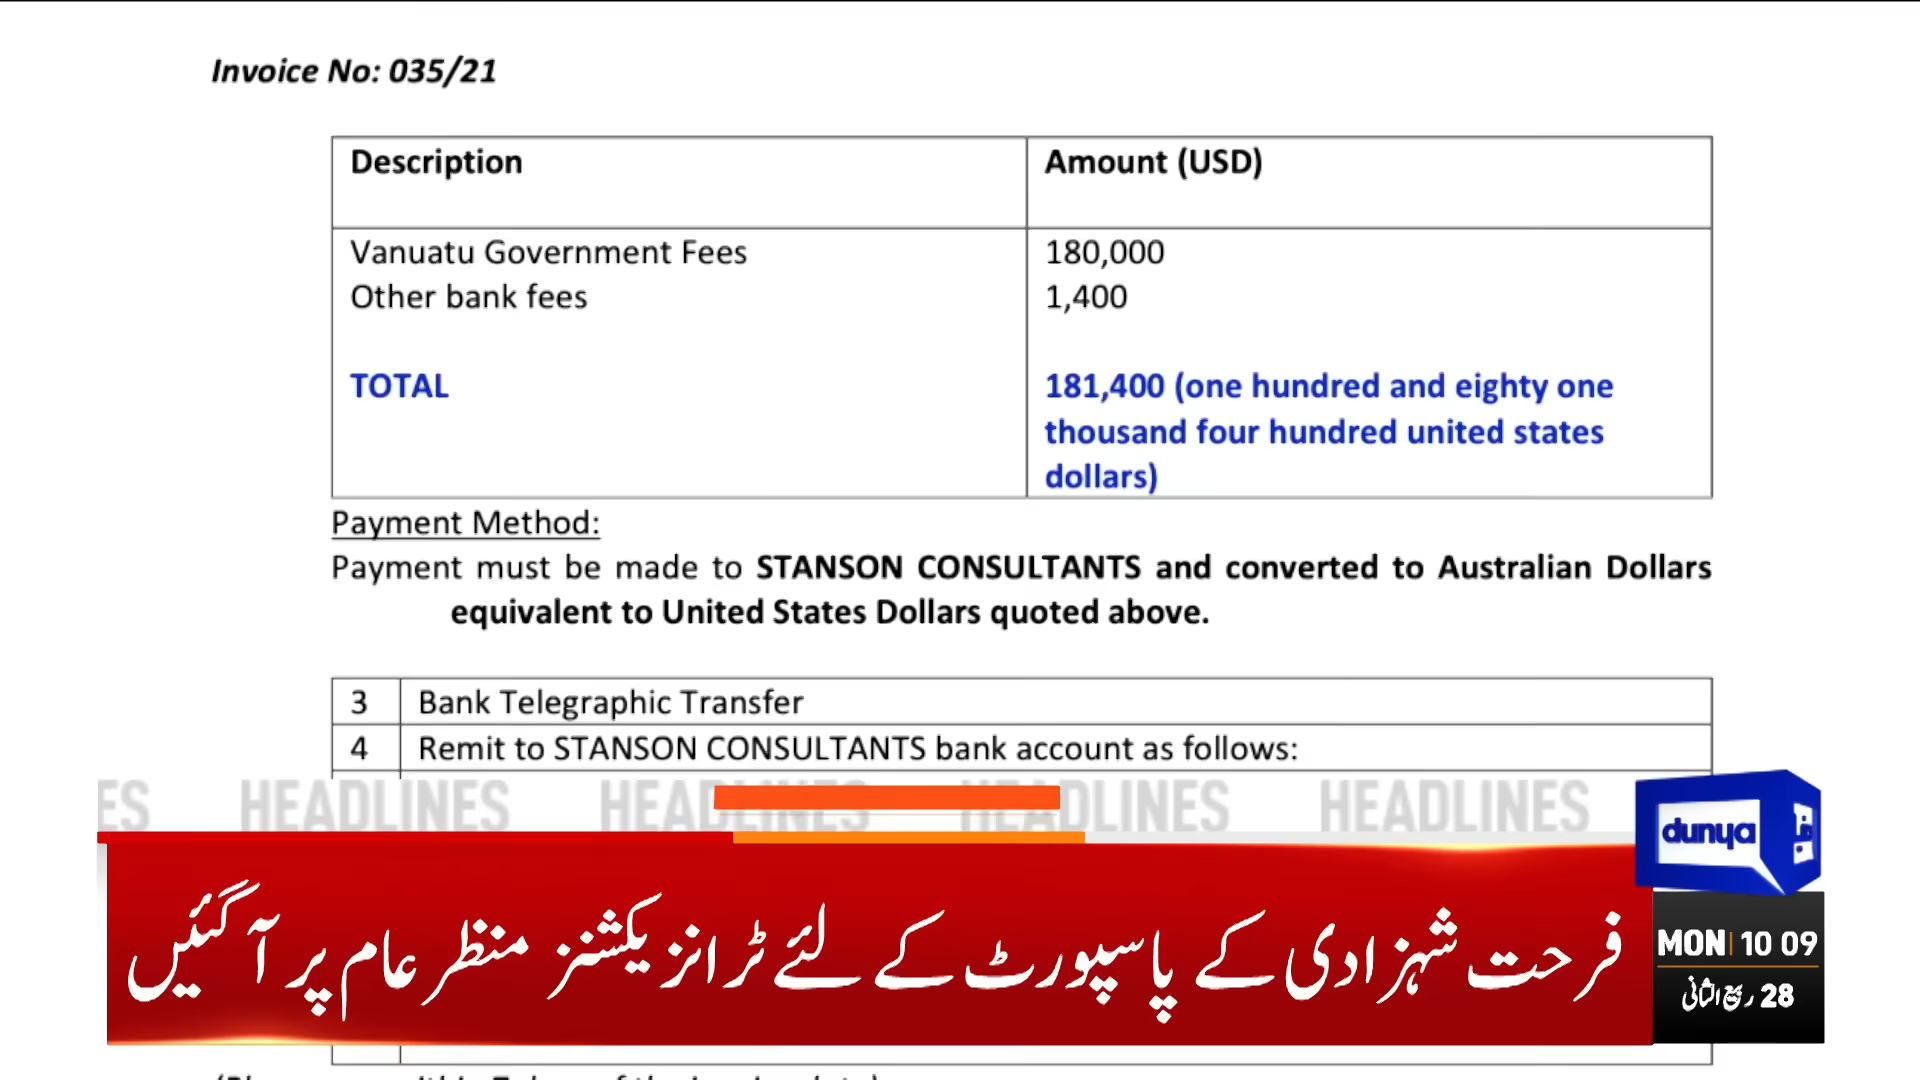 Invoice No: 035/21
Description
Amount (USD)
Vanuatu Government Fees
180,000
Other bank fees
1,400
TOTAL
181,400 (one hundred and eighty one
thousand four hundred united states
dollars)
Payment Method:
Payment must be made to STANSON CONSULTANTS and converted to Australian Dollars
equivalent to United States Dollars quoted above.
3 Bank Telegraphic Transfer
4 Remit to STANSON CONSULTANTS bank account as follows:
ES HEADLINES HEADLINES HEADLINES HEADLINES
dunya
فرحت شہزادی کے پاسپورٹ کے لئے ٹرانزیکشنز منظر عام پر آ گئیں
MON 10 09
28 ربیع الثانی